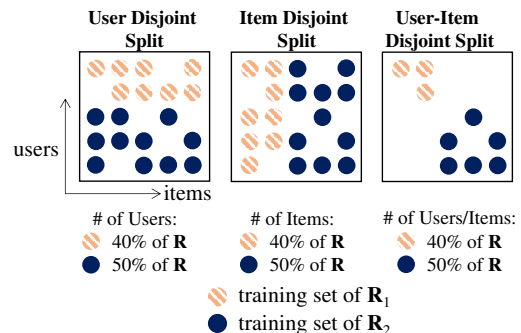 User Disjoint Split
Item Disjoint Split
User-Item Disjoint Split
users
items
# of Users:
40% of R
50% of R
# of Items:
40% of R
50% of R
# of Users/Items:
40% of R
50% of R
training set of R₁
training set of R₂